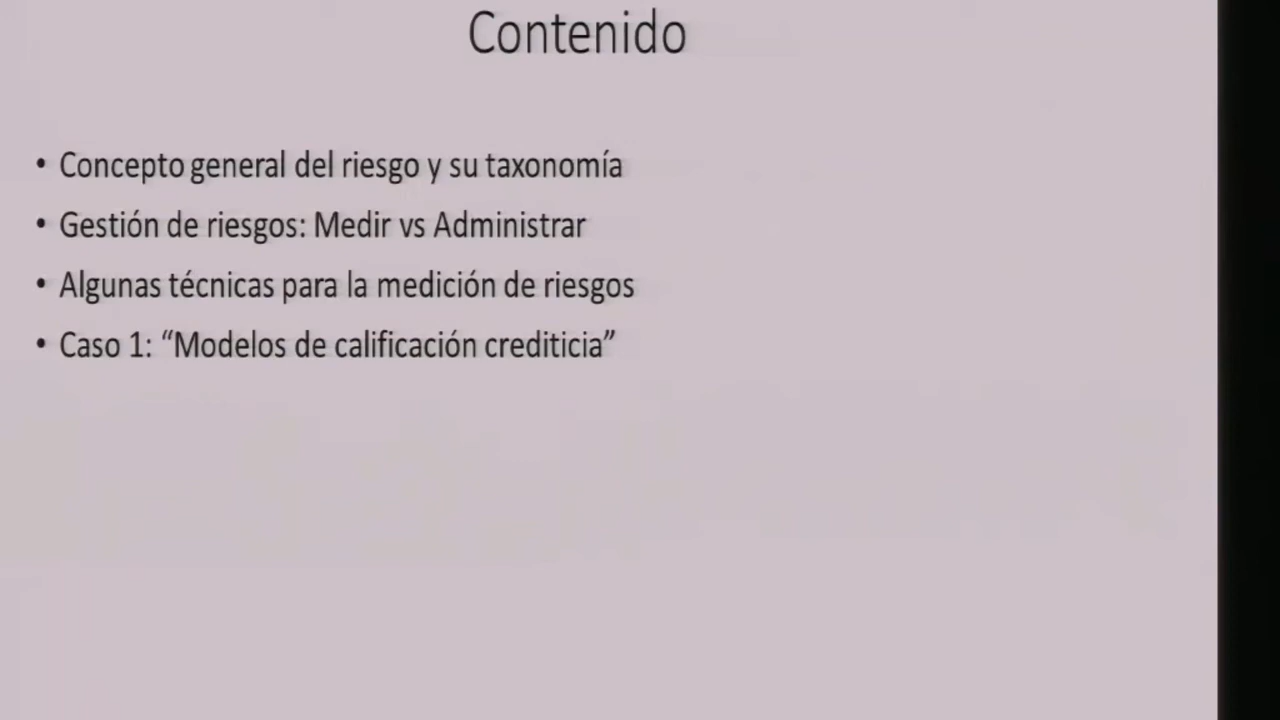 Contenido
• Concepto general del riesgo y su taxonomía
• Gestión de riesgos: Medir vs Administrar
• Algunas técnicas para la medición de riesgos
• Caso 1: “Modelos de calificación crediticia”